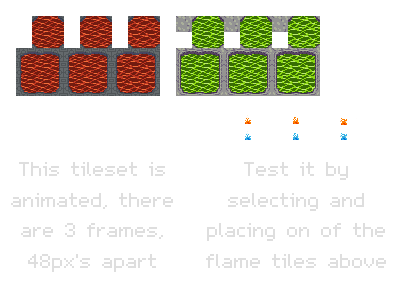 This tileset is
animated, there
are 3 frames,
48px's apart
Test it by
selecting and
placing on of the
flame tiles above